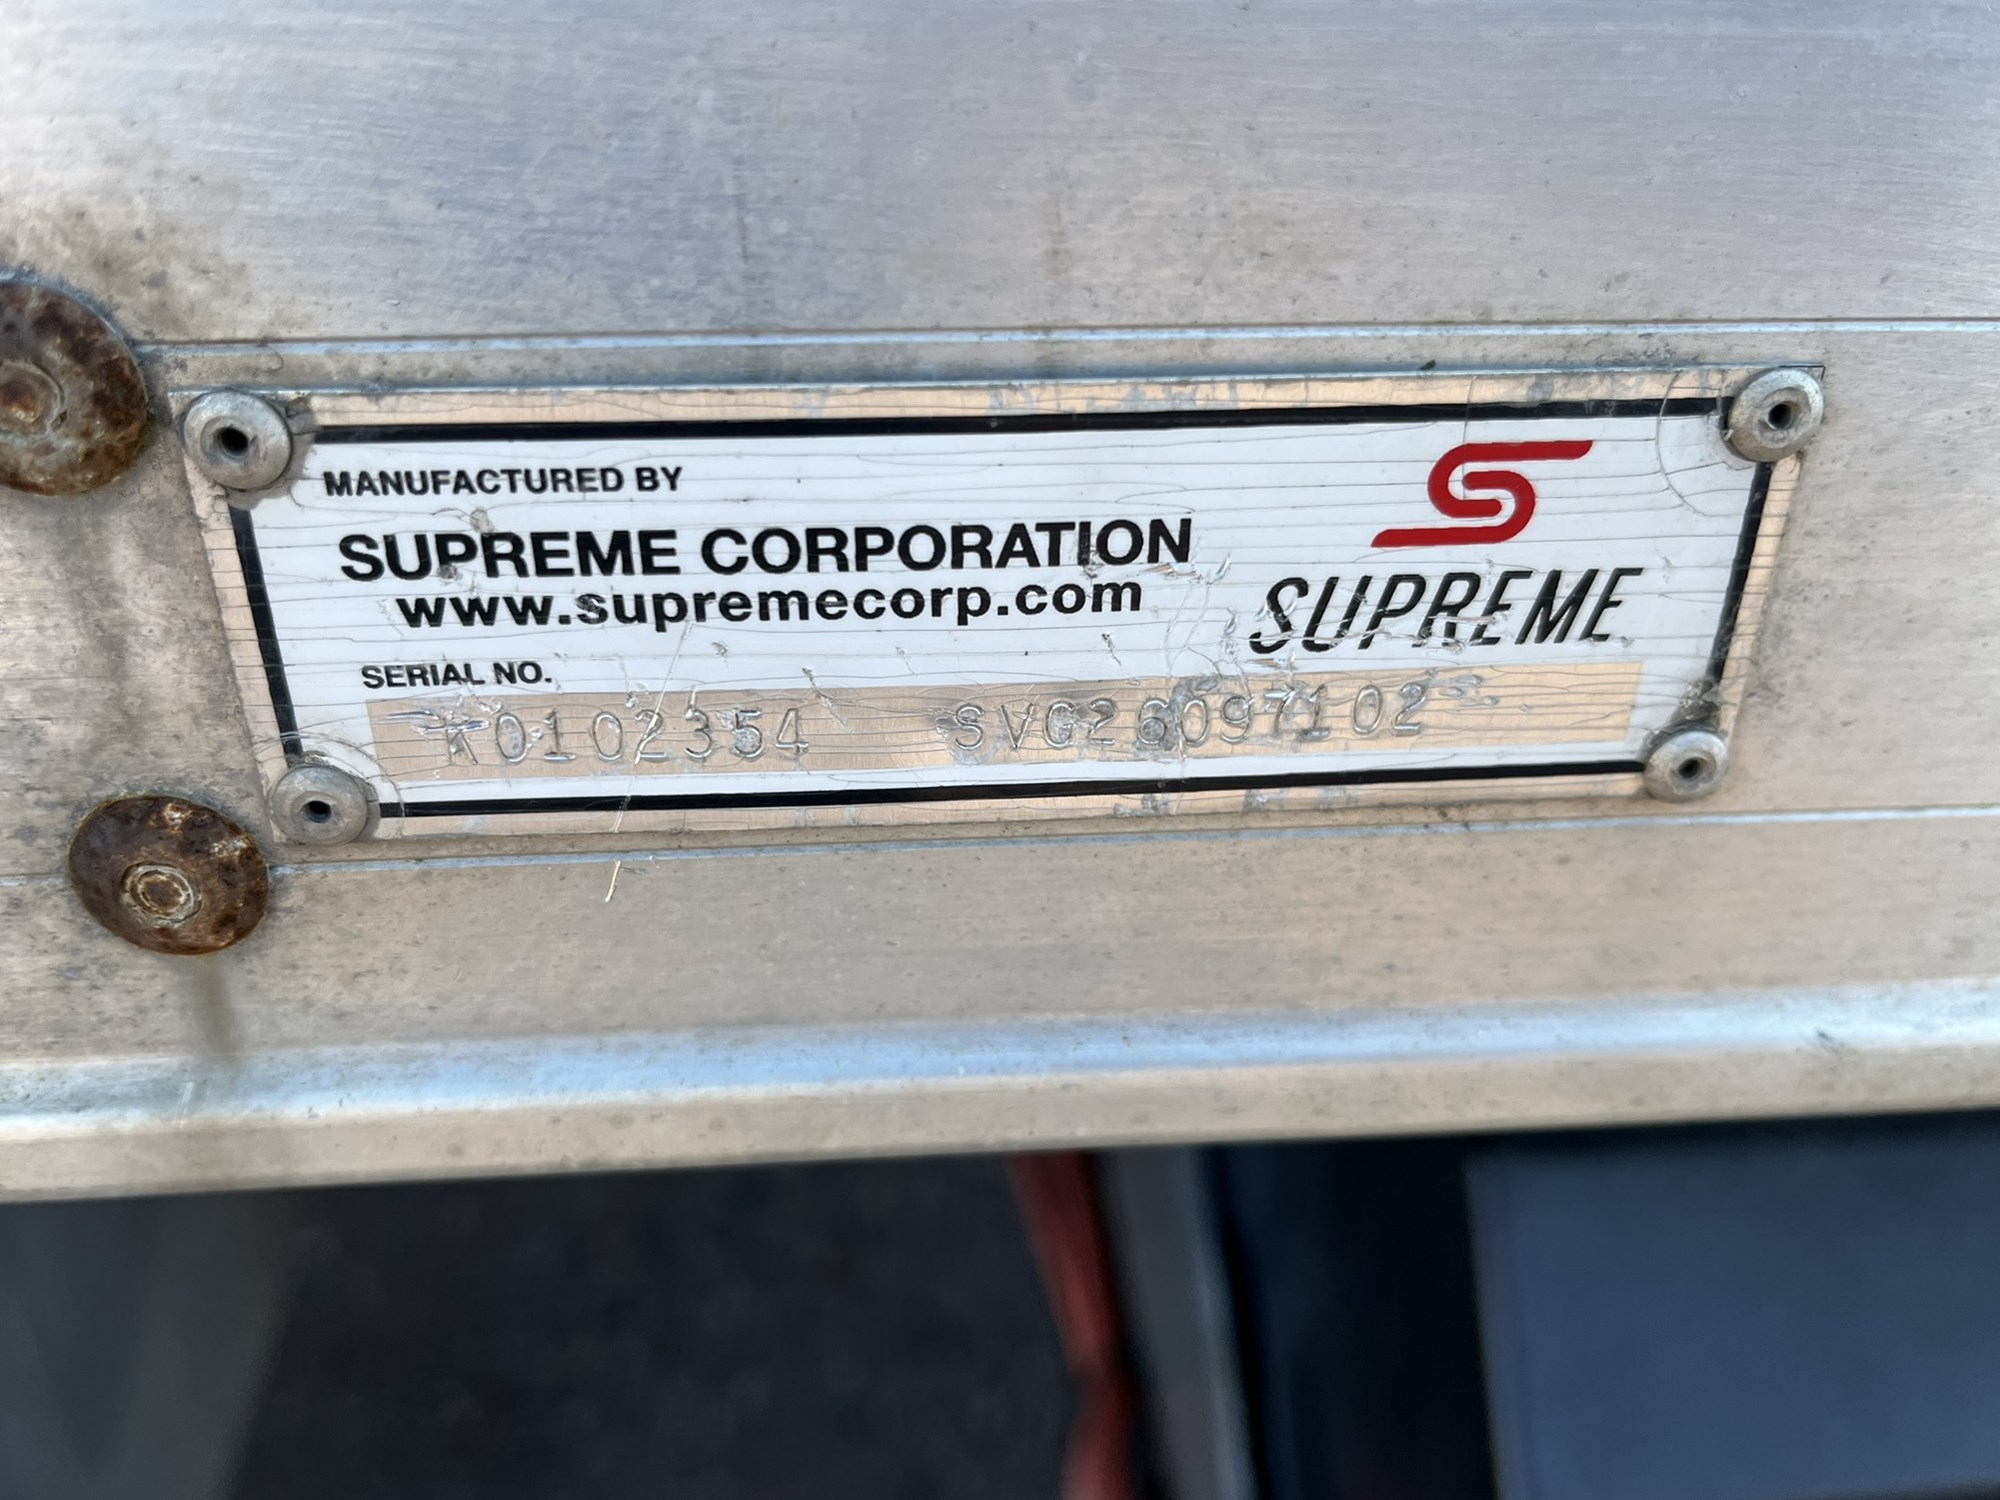 MANUFACTURED BY
SUPREME CORPORATION
www.supremecorp.com
SUPREME
SERIAL NO.
K0102354 SVG26097102